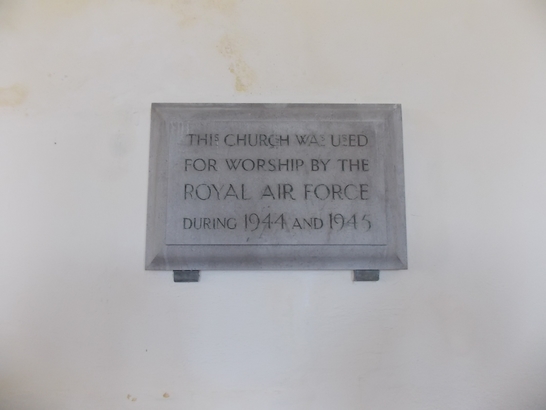 THIS CHURCH WAS USED
FOR WORSHIP BY THE
ROYAL AIR FORCE
DURING 1944 AND 1945